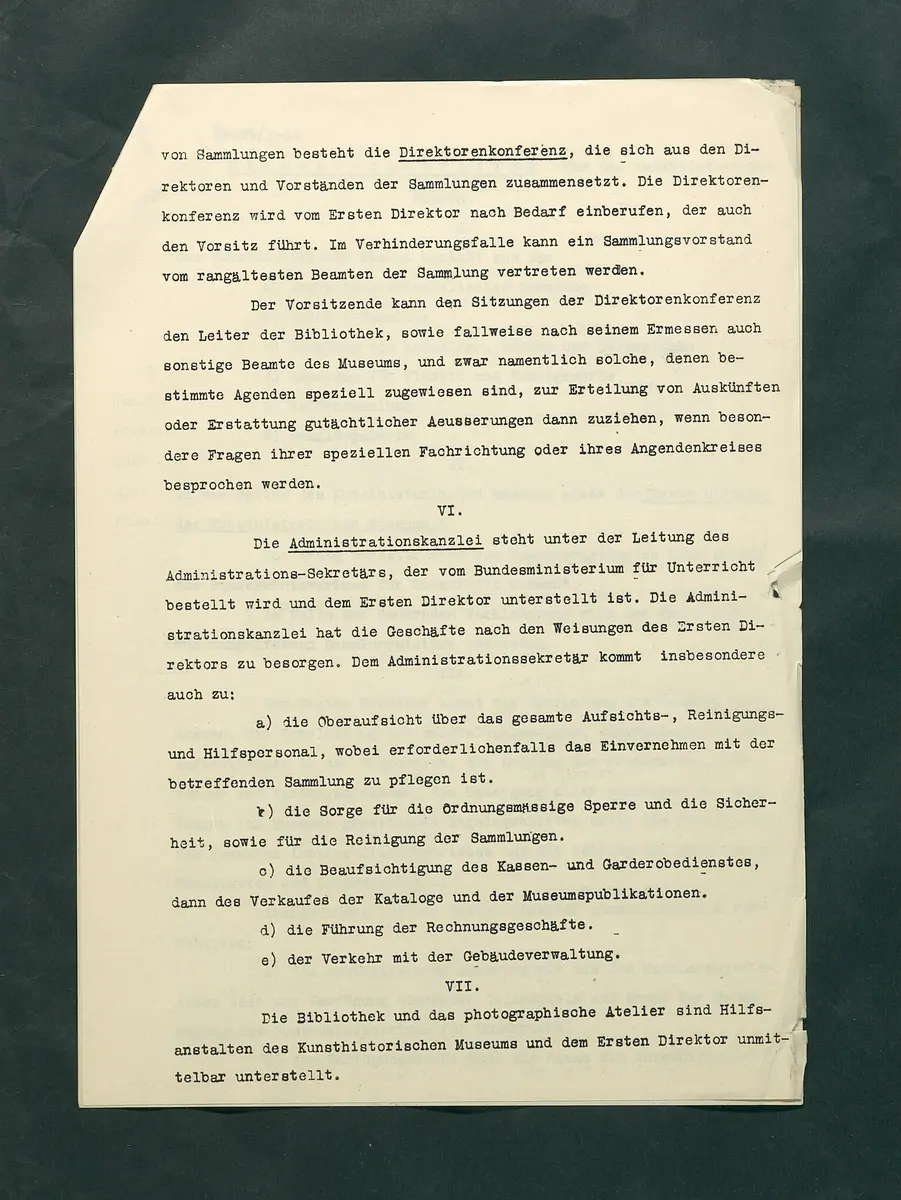 von Sammlungen besteht die Direktorenkonferenz, die sich aus den Di-
rektoren und Vorständen der Sammlungen zusammensetzt. Die Direktoren-
konferenz wird vom Ersten Direktor nach Bedarf einberufen, der auch
den Vorsitz führt. Im Verhinderungsfalle kann ein Sammlungsvorstand
vom rangältesten Beamten der Sammlung vertreten werden.
Der Vorsitzende kann den Sitzungen der Direktorenkonferenz
den Leiter der Bibliothek, sowie fallweise nach seinem Ermessen auch
sonstige Beamte des Museums, und zwar namentlich solche, denen be-
stimmte Agenden speziell zugewiesen sind, zur Erteilung von Auskünften
oder Erstattung gutächtlicher Aeusserungen dann zuziehen, wenn beson-
dere Fragen ihrer speziellen Fachrichtung oder ihres Angendenkreises
besprochen werden.
VI.
Die Administrationskanzlei steht unter der Leitung des
Administrations-Sekretärs, der vom Bundesministerium für Unterricht
bestellt wird und dem Ersten Direktor unterstellt ist. Die Admini-
strationskanzlei hat die Geschäfte nach den Weisungen des Ersten Di-
rektors zu besorgen. Dem Administrationssekretär kommt insbesondere
auch zu:
a) die Oberaufsicht über das gesamte Aufsichts-, Reinigungs-
und Hilfspersonal, wobei erforderlichenfalls das Einvernehmen mit der
betreffenden Sammlung zu pflegen ist.
b) die Sorge für die ordnungsmässige Sperre und die Sicher-
heit, sowie für die Reinigung der Sammlungen.
c) die Beaufsichtigung des Kassen- und Garderobedienstes,
dann des Verkaufes der Kataloge und der Museumspublikationen.
d) die Führung der Rechnungsgeschäfte.
e) der Verkehr mit der Gebäudeverwaltung.
VII.
Die Bibliothek und das photographische Atelier sind Hilfs-
anstalten des Kunsthistorischen Museums und dem Ersten Direktor unmit-
telbar unterstellt.